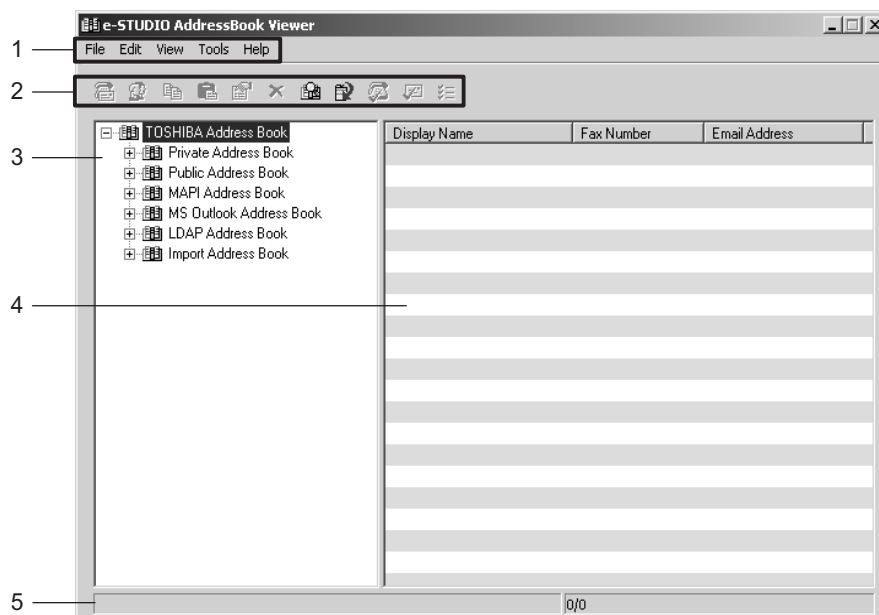 e-STUDIO AddressBook Viewer
1
File Edit View Tools Help
2
3
TOSHIBA Address Book
Private Address Book
Public Address Book
MAPI Address Book
MS Outlook Address Book
LDAP Address Book
Import Address Book
Display Name Fax Number Email Address
4
5
0/0